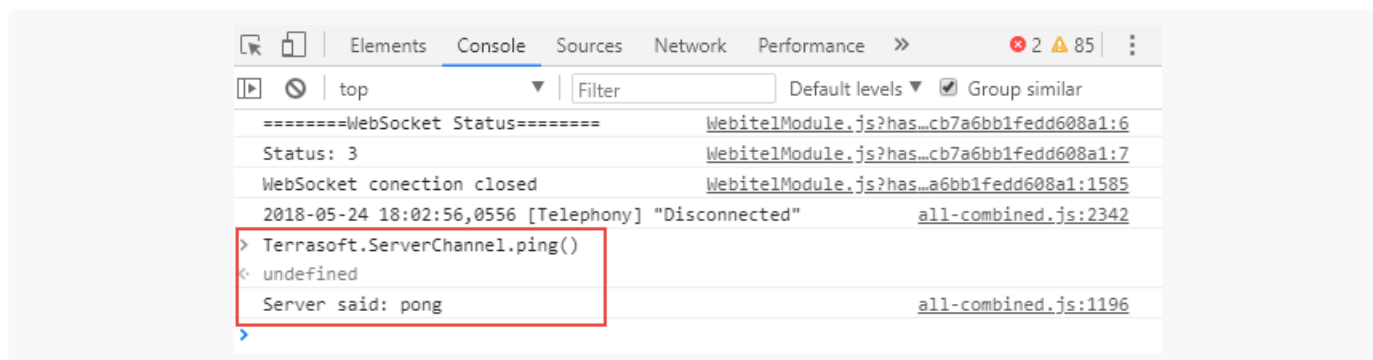 Elements Console Sources Network Performance » 2 85
top Filter Default levels Group similar
========WebSocket Status======== WebitelModule.js?has…cb7a6bb1fedd608a1:6
Status: 3 WebitelModule.js?has…cb7a6bb1fedd608a1:7
WebSocket conection closed WebitelModule.js?has…a6bb1fedd608a1:1585
2018-05-24 18:02:56,0556 [Telephony] "Disconnected" all-combined.js:2342
> Terrasoft.ServerChannel.ping()
undefined
Server said: pong all-combined.js:1196
>